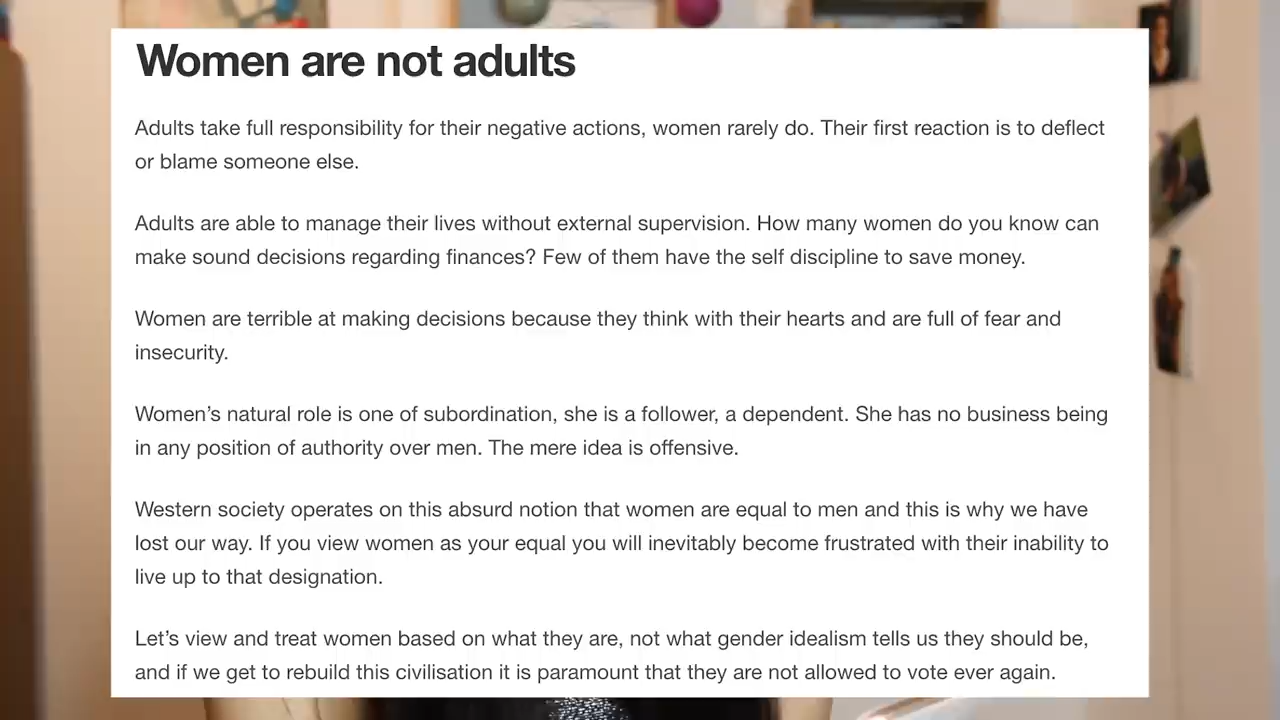 Women are not adults
Adults take full responsibility for their negative actions, women rarely do. Their first reaction is to deflect
or blame someone else.
Adults are able to manage their lives without external supervision. How many women do you know can
make sound decisions regarding finances? Few of them have the self discipline to save money.
Women are terrible at making decisions because they think with their hearts and are full of fear and
insecurity.
Women’s natural role is one of subordination, she is a follower, a dependent. She has no business being
in any position of authority over men. The mere idea is offensive.
Western society operates on this absurd notion that women are equal to men and this is why we have
lost our way. If you view women as your equal you will inevitably become frustrated with their inability to
live up to that designation.
Let’s view and treat women based on what they are, not what gender idealism tells us they should be,
and if we get to rebuild this civilisation it is paramount that they are not allowed to vote ever again.